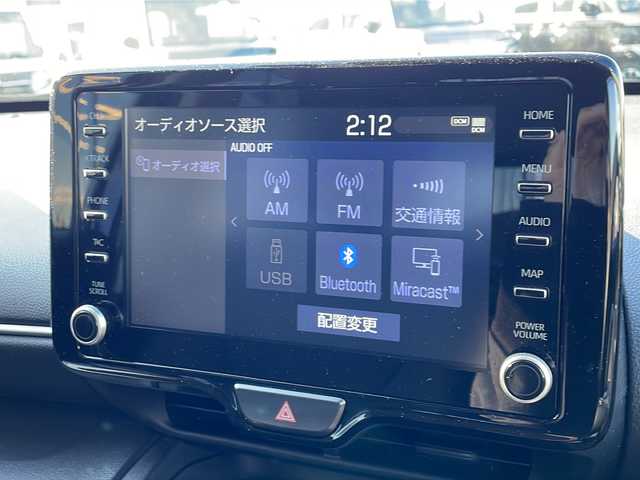 オーディオソース選択
2:12
DCM
DCM
AUDIO OFF
オーディオ選択
AM
FM
交通情報
USB
Bluetooth
Miracast™
配置変更
PHONE
TUNE
SCROLL
HOME
MENU
AUDIO
MAP
POWER
VOLUME